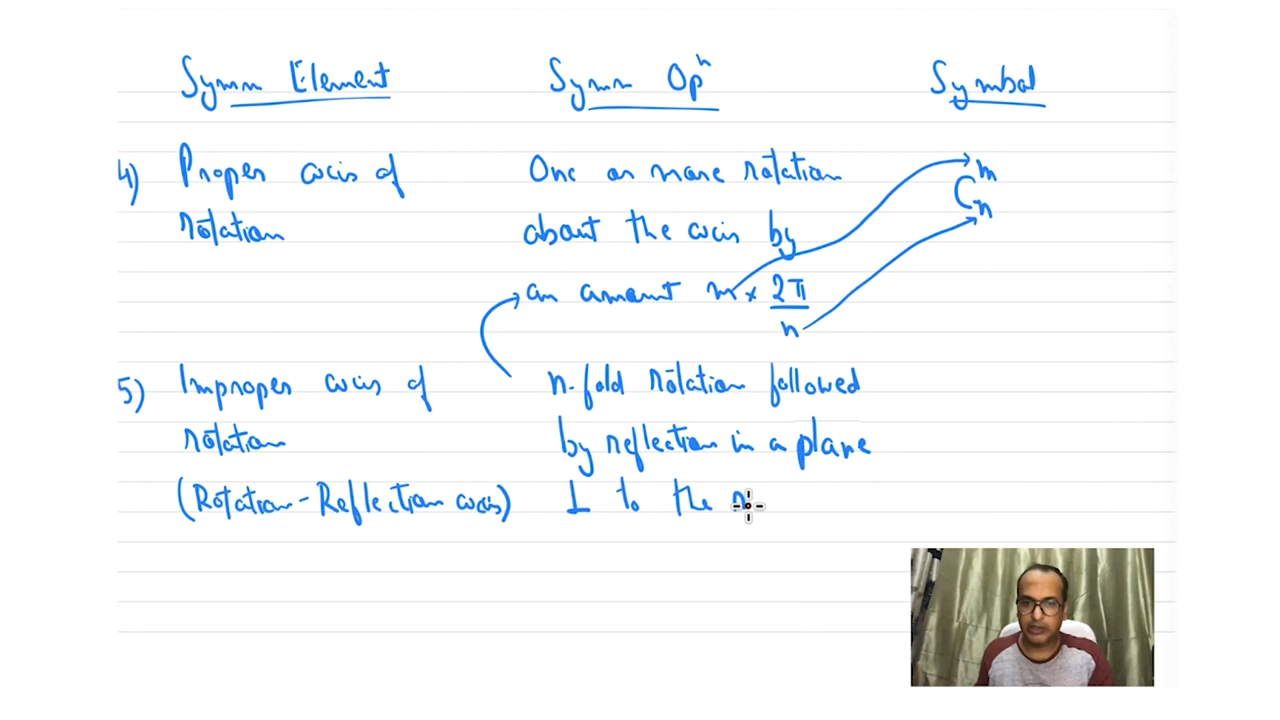 Symm Element Symm Opⁿ Symbol
4) Proper axis of One or more rotation m
rotation about the axis by Cn
an amount m × 2π
n
5) Improper axis of n-fold rotation followed
rotation by reflection in a plane
(Rotation-Reflection axis) ⊥ to the n